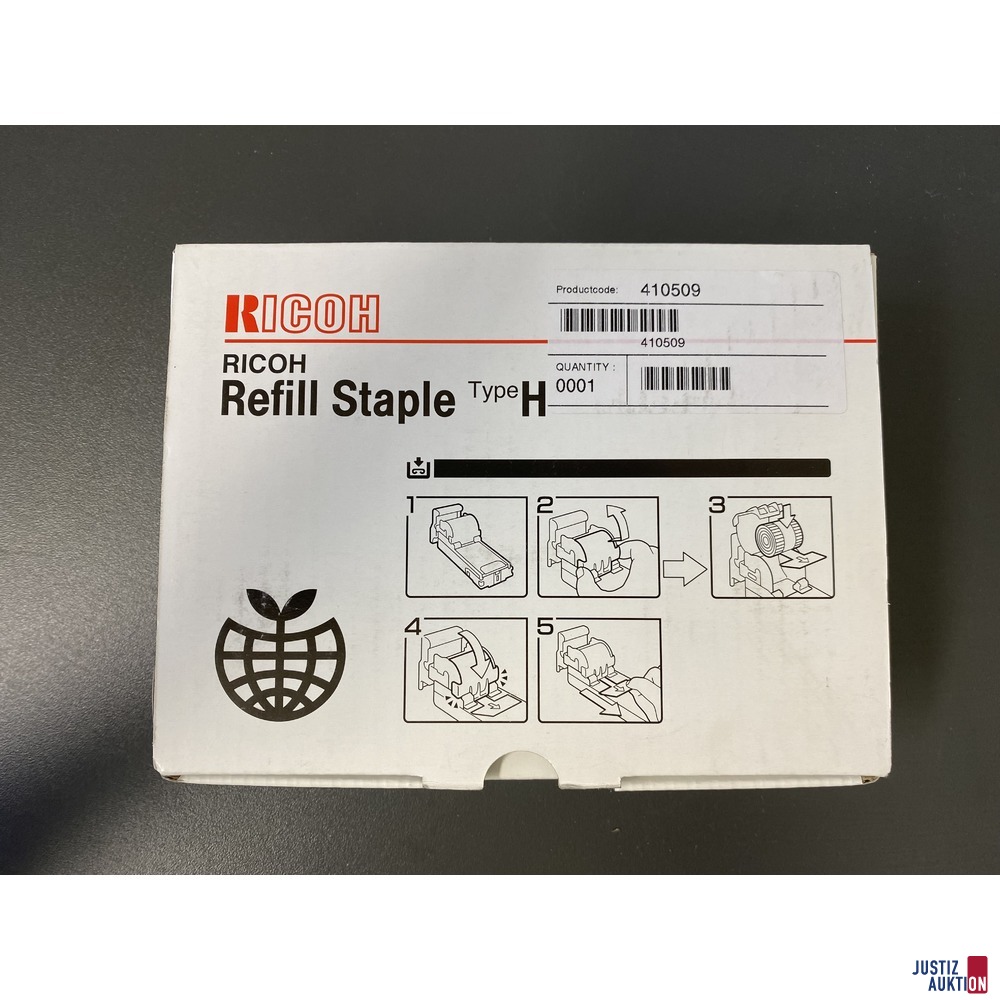 RICOH
Productcode: 410509
410509
RICOH
Refill Staple Type H
QUANTITY :
0001
1
2
3
4
5
JUSTIZ
AUKTION